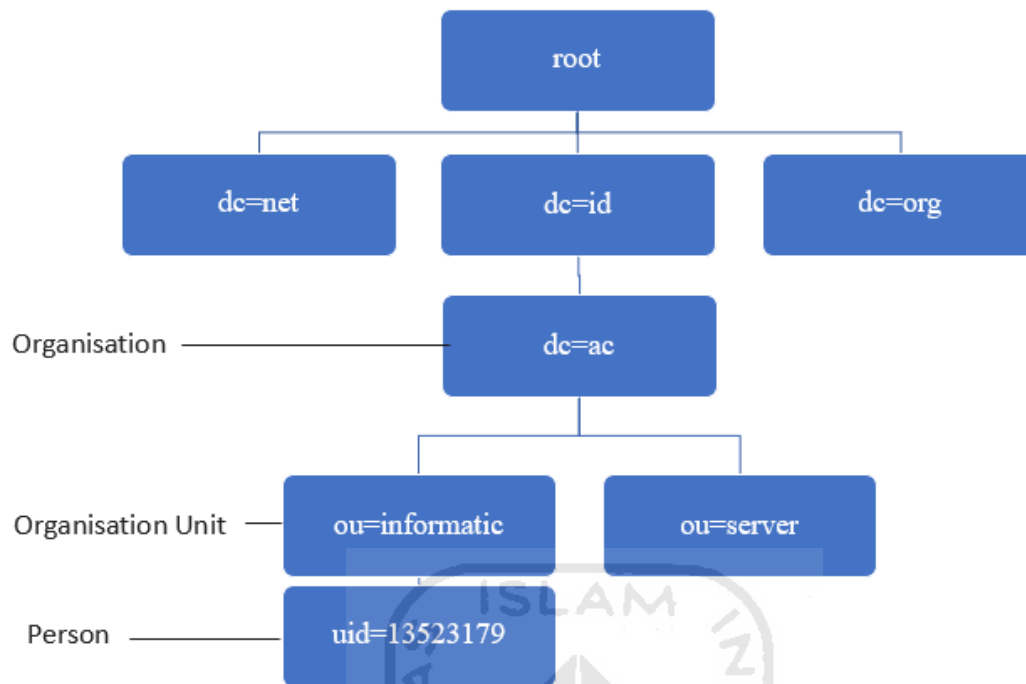 root
dc=net
dc=id
dc=org
Organisation
dc=ac
Organisation Unit
ou=informatic
ou=server
ISLAM
Person
uid=13523179